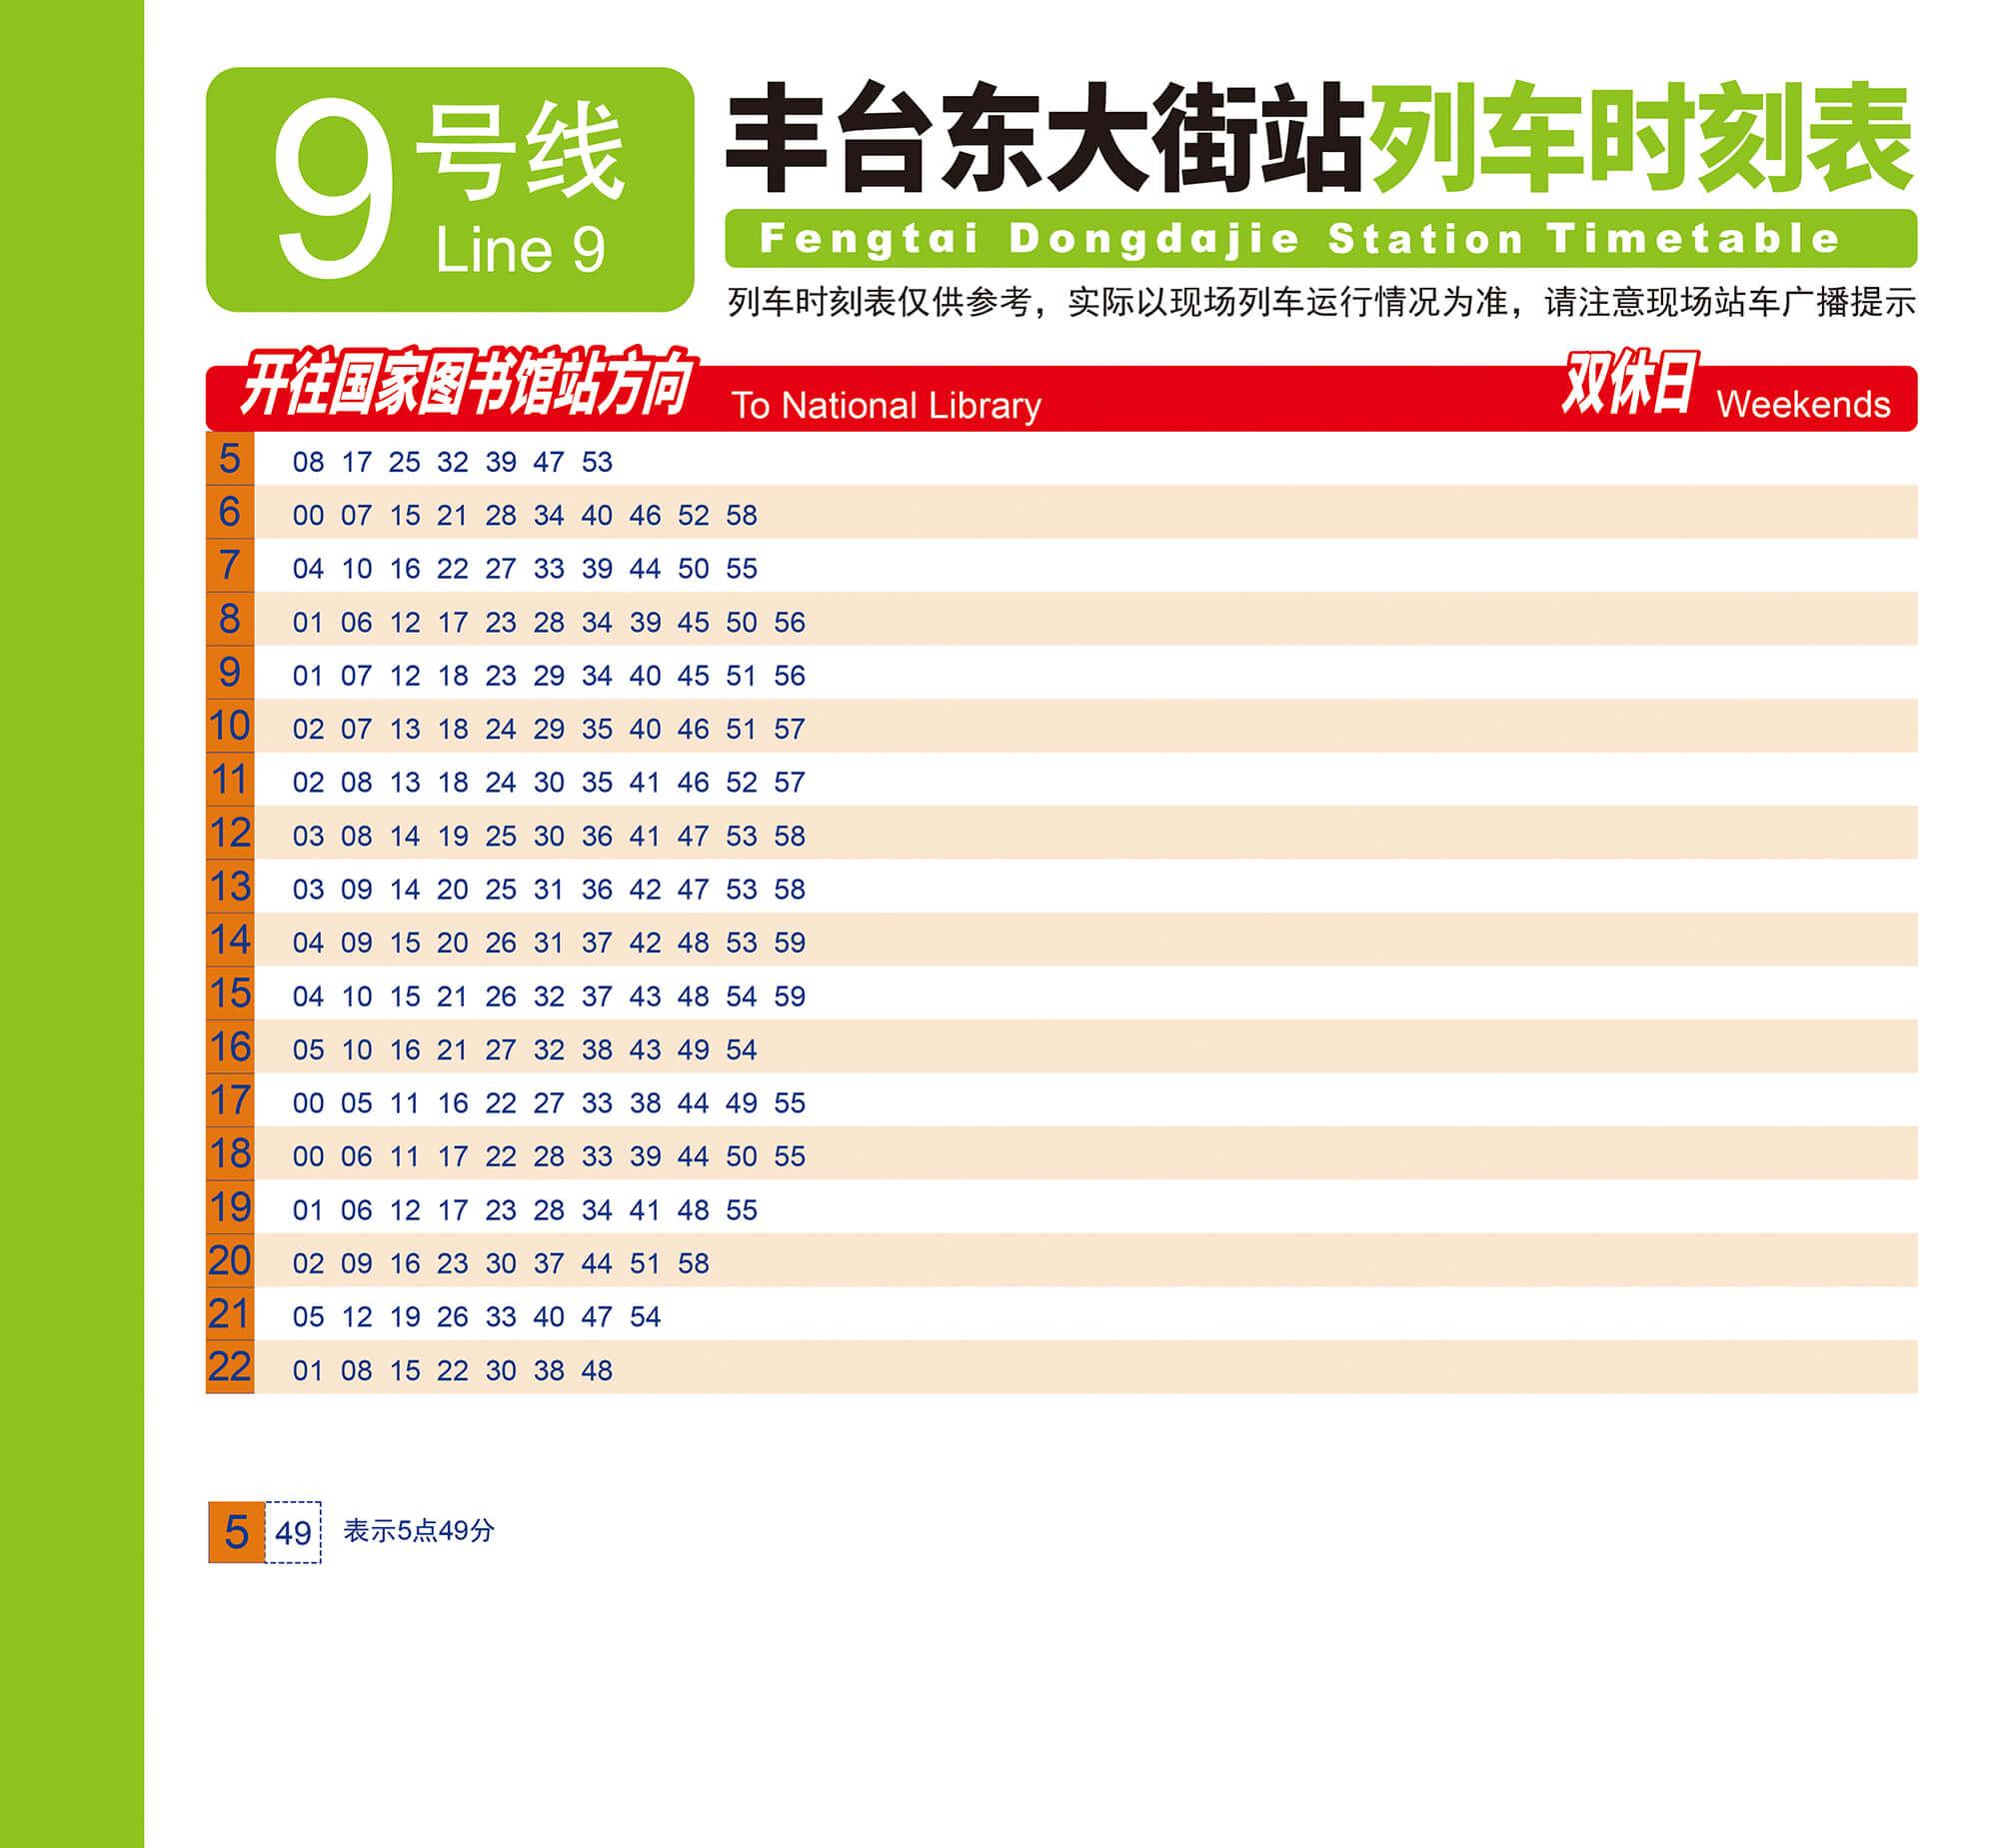 9号线
Line 9
丰台东大街站列车时刻表
Fengtai Dongdajie Station Timetable
列车时刻表仅供参考，实际以现场列车运行情况为准，请注意现场站车广播提示
开往国家图书馆站方向 To National Library 双休日 Weekends
5 08 17 25 32 39 47 53
6 00 07 15 21 28 34 40 46 52 58
7 04 10 16 22 27 33 39 44 50 55
8 01 06 12 17 23 28 34 39 45 50 56
9 01 07 12 18 23 29 34 40 45 51 56
10 02 07 13 18 24 29 35 40 46 51 57
11 02 08 13 18 24 30 35 41 46 52 57
12 03 08 14 19 25 30 36 41 47 53 58
13 03 09 14 20 25 31 36 42 47 53 58
14 04 09 15 20 26 31 37 42 48 53 59
15 04 10 15 21 26 32 37 43 48 54 59
16 05 10 16 21 27 32 38 43 49 54
17 00 05 11 16 22 27 33 38 44 49 55
18 00 06 11 17 22 28 33 39 44 50 55
19 01 06 12 17 23 28 34 41 48 55
20 02 09 16 23 30 37 44 51 58
21 05 12 19 26 33 40 47 54
22 01 08 15 22 30 38 48
5 49 表示5点49分